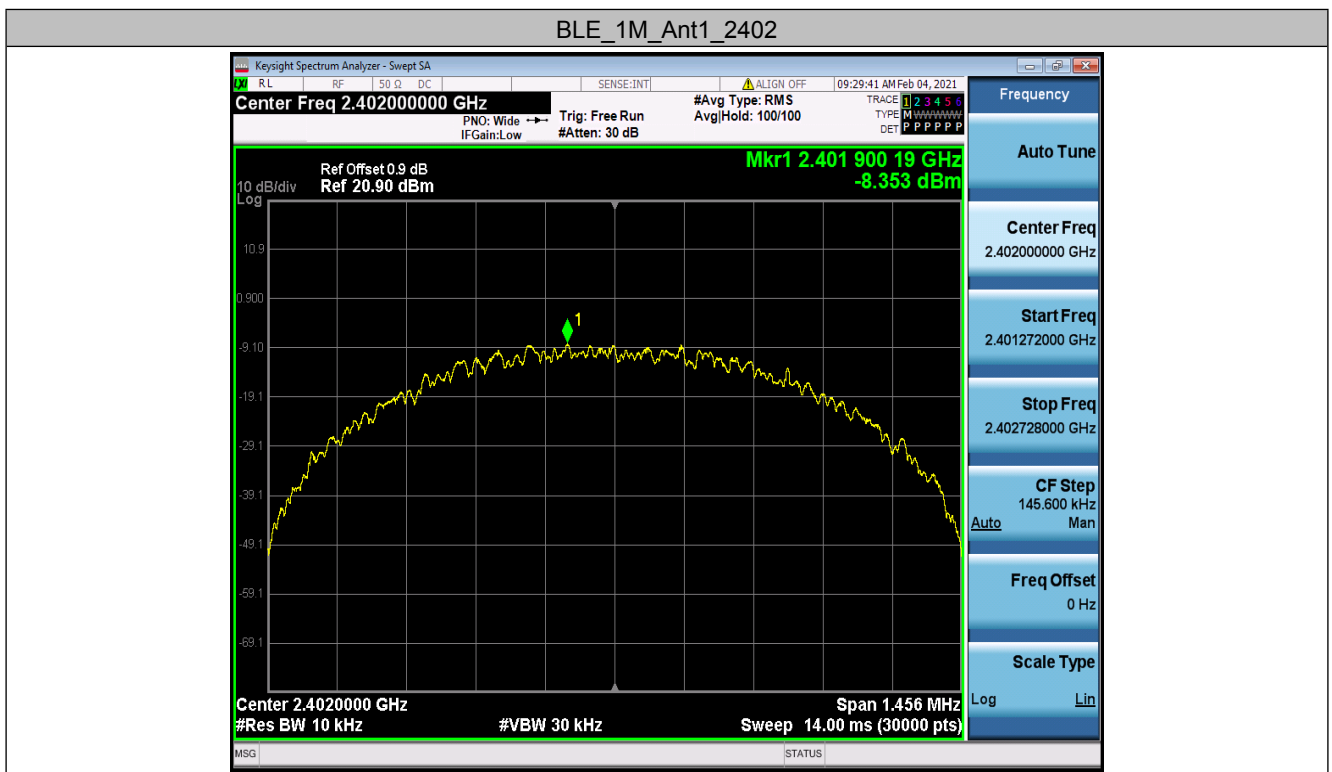 BLE_1M_Ant1_2402
Keysight Spectrum Analyzer - Swept SA
RL RF 50 Ω DC SENSE:INT ALIGN OFF 09:29:41 AM Feb 04, 2021
Center Freq 2.402000000 GHz
PNO: Wide
IFGain:Low
Trig: Free Run
#Atten: 30 dB
#Avg Type: RMS
Avg|Hold: 100/100
TRACE 1 2 3 4 5 6
TYPE M W W W W W
DET P P P P P P
Mkr1 2.401 900 19 GHz
-8.353 dBm
Ref Offset 0.9 dB
10 dB/div Ref 20.90 dBm
Log
10.9
0.900
-9.10
-19.1
-29.1
-39.1
-49.1
-59.1
-69.1
1
Center 2.4020000 GHz Span 1.456 MHz
#Res BW 10 kHz #VBW 30 kHz Sweep 14.00 ms (30000 pts)
MSG STATUS
Frequency
Auto Tune
Center Freq
2.402000000 GHz
Start Freq
2.401272000 GHz
Stop Freq
2.402728000 GHz
CF Step
145.600 kHz
Auto Man
Freq Offset
0 Hz
Scale Type
Log Lin